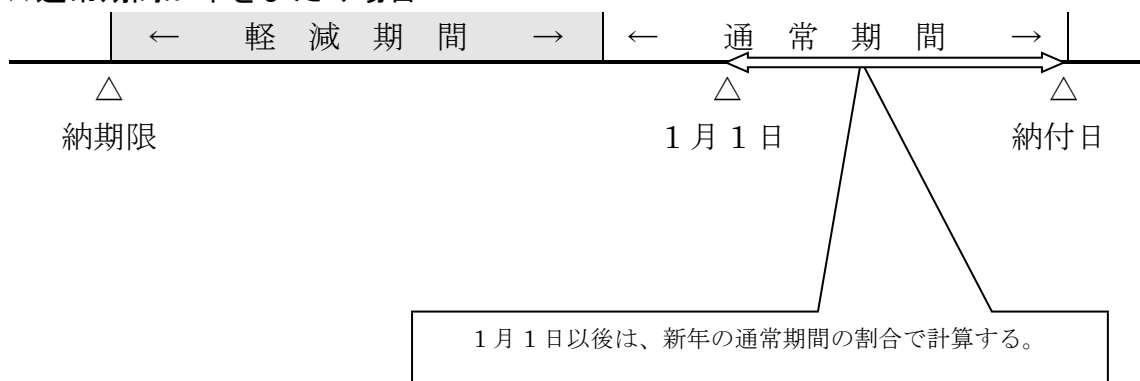 ← 軽 減 期 間 → ← 通 常 期 間 →
△ △ △
納期限 1月1日 納付日
1月1日以後は、新年の通常期間の割合で計算する。